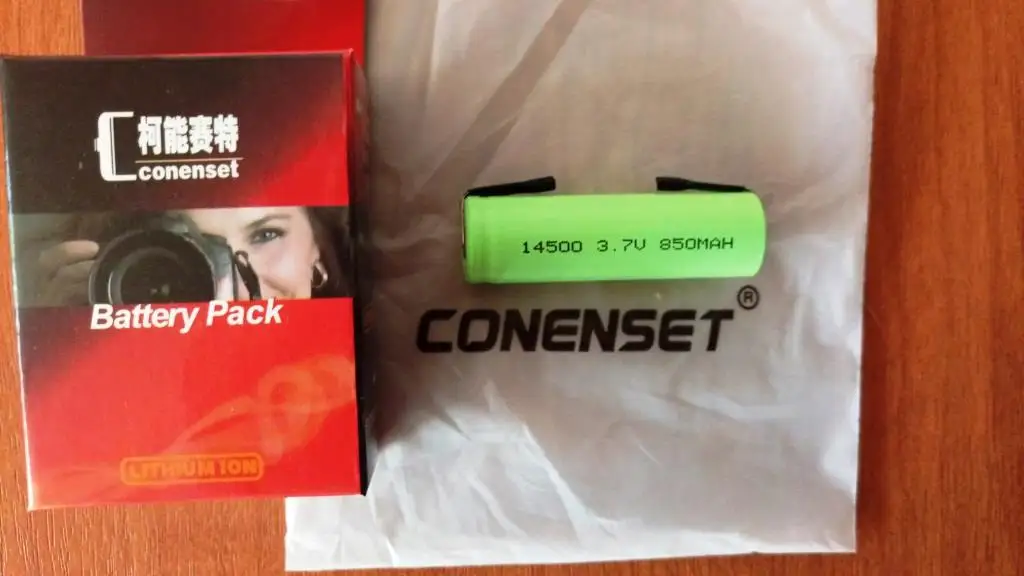 柯能赛特
conenset
Battery Pack
LITHIUM ION
14500 3.7V 850MAH
CONENSET®